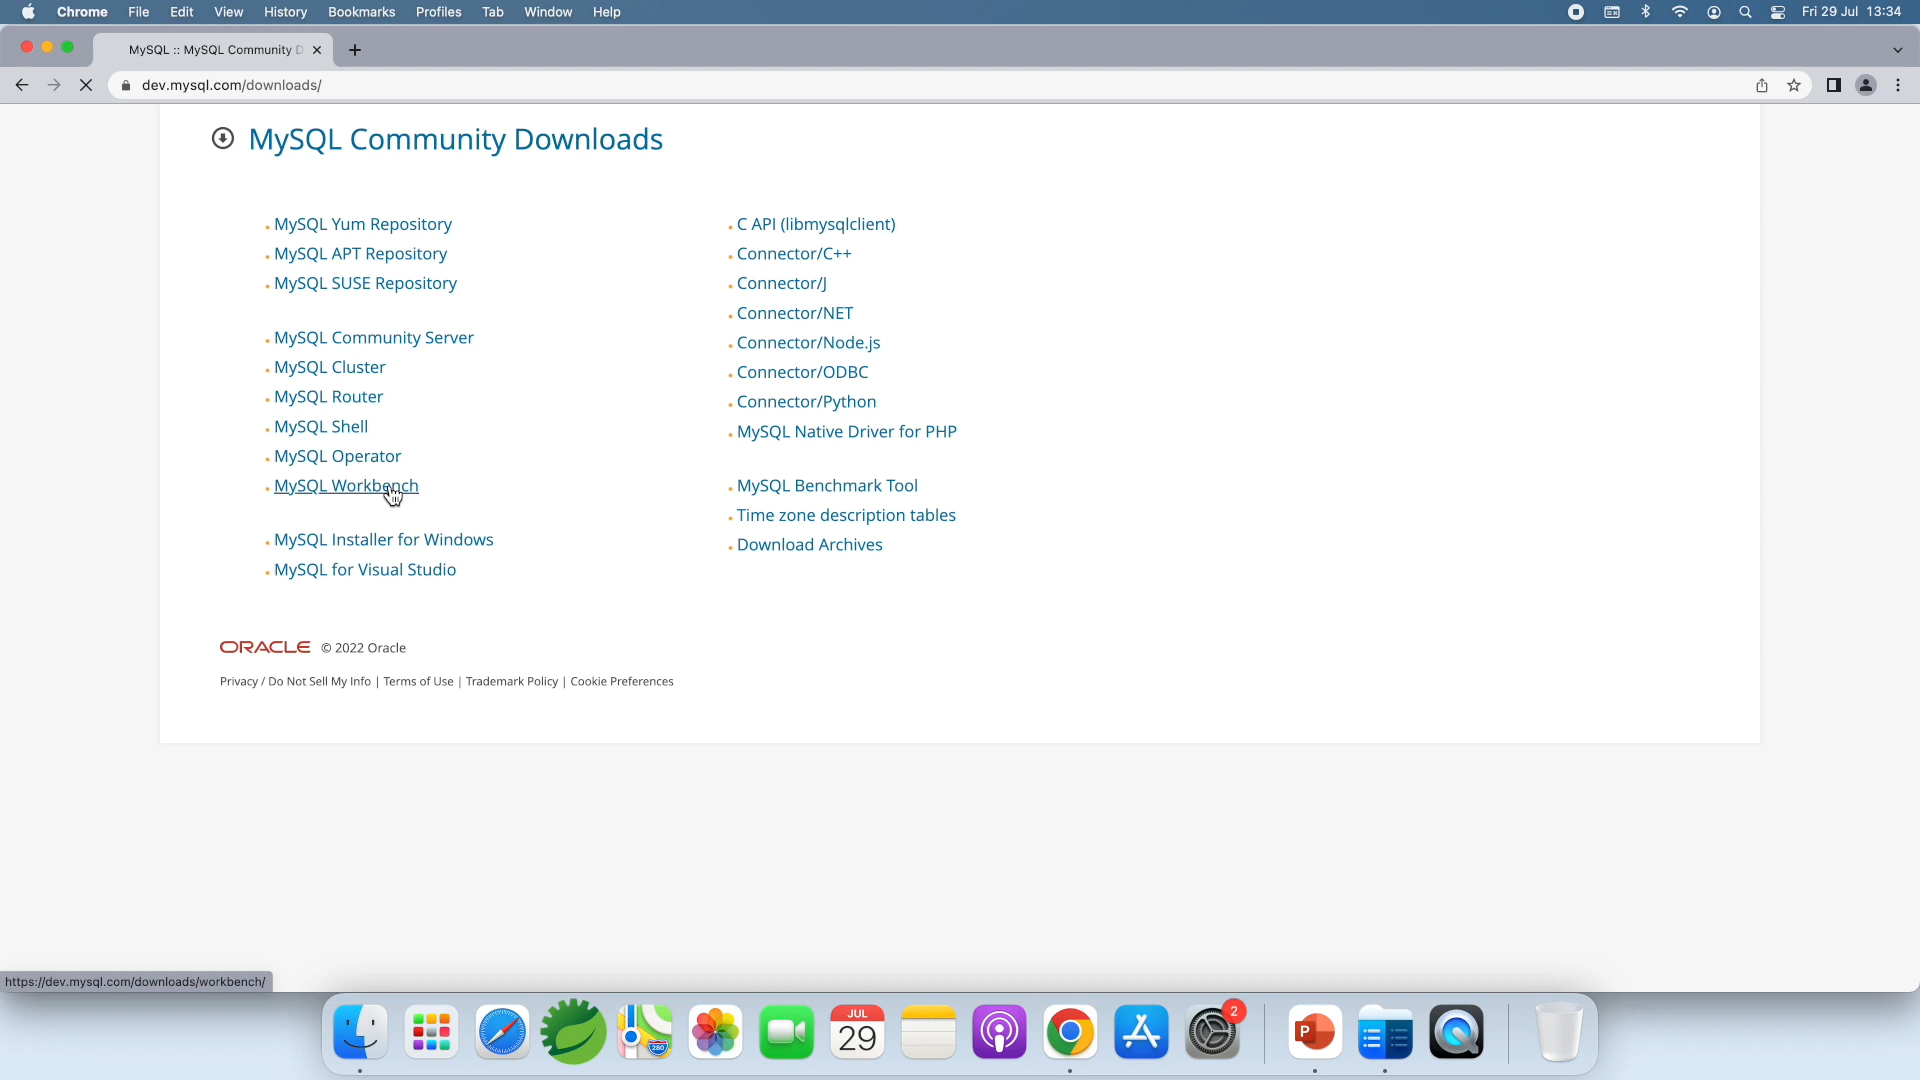 Chrome File Edit View History Bookmarks Profiles Tab Window Help Fri 29 Jul 13:34
MySQL :: MySQL Community D
dev.mysql.com/downloads/
MySQL Community Downloads
MySQL Yum Repository
MySQL APT Repository
MySQL SUSE Repository
MySQL Community Server
MySQL Cluster
MySQL Router
MySQL Shell
MySQL Operator
MySQL Workbench
MySQL Installer for Windows
MySQL for Visual Studio
C API (libmysqlclient)
Connector/C++
Connector/J
Connector/NET
Connector/Node.js
Connector/ODBC
Connector/Python
MySQL Native Driver for PHP
MySQL Benchmark Tool
Time zone description tables
Download Archives
ORACLE © 2022 Oracle
Privacy / Do Not Sell My Info | Terms of Use | Trademark Policy | Cookie Preferences
https://dev.mysql.com/downloads/workbench/
280
JUL
29
2
P